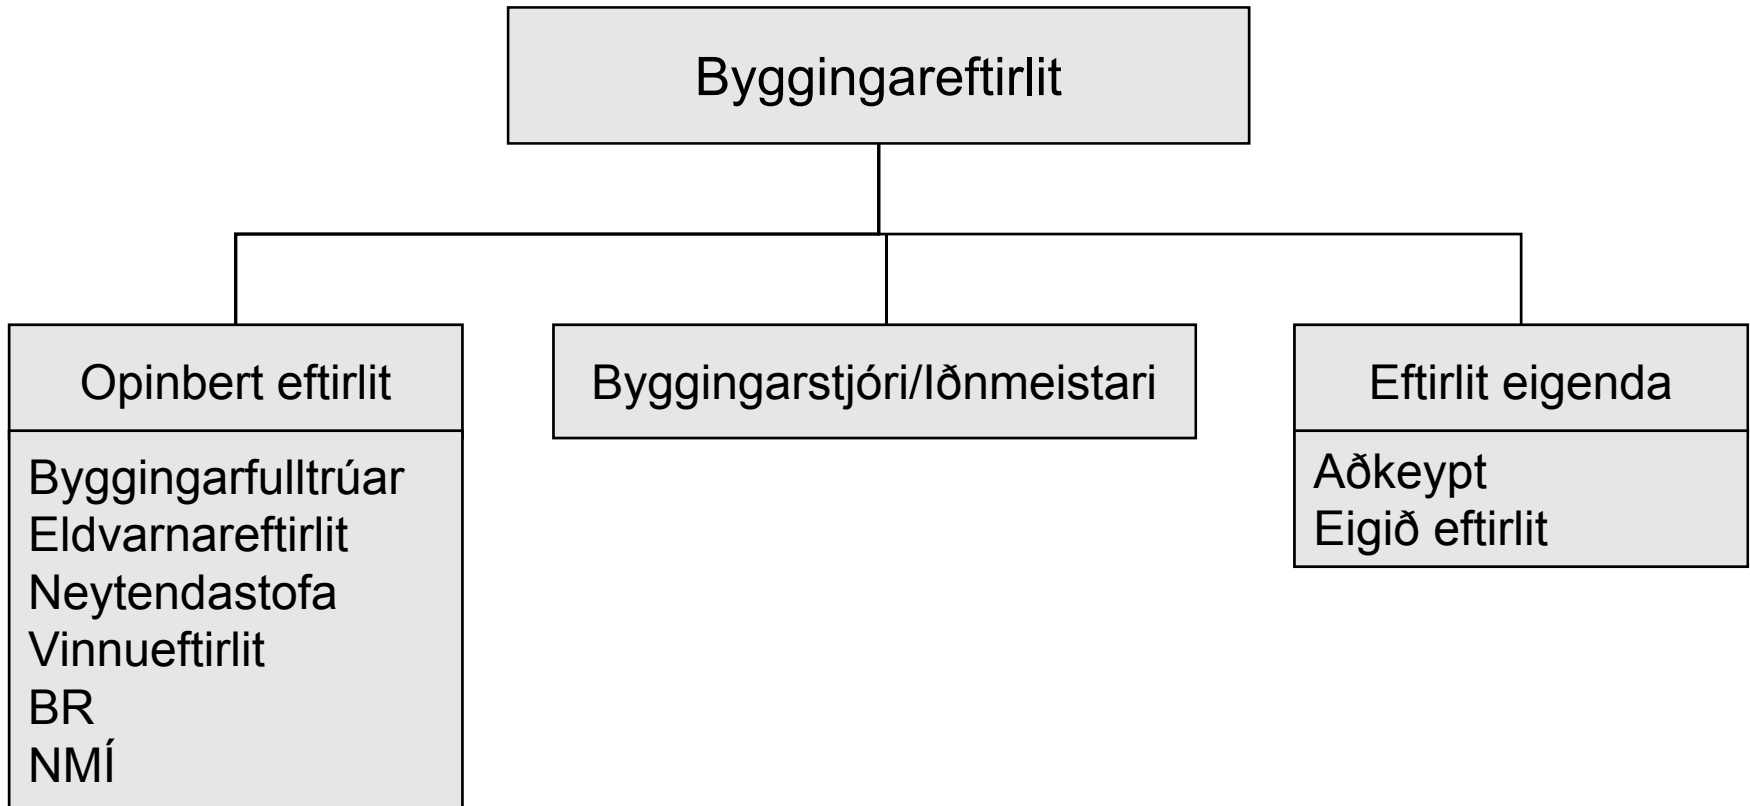 Byggingareftirlit
Opinbert eftirlit
Byggingarfulltrúar
Eldvarnareftirlit
Neytendastofa
Vinnueftirlit
BR
NMÍ
Byggingarstjóri/Iðnmeistari
Eftirlit eigenda
Aðkeypt
Eigið eftirlit